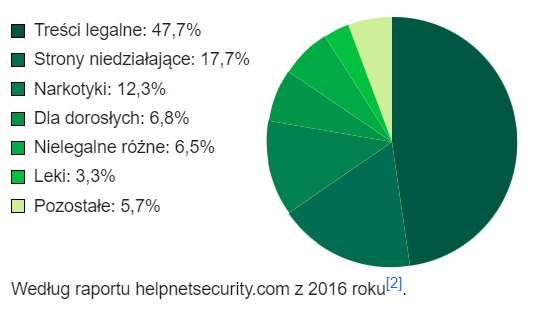 Treści legalne: 47,7%
Strony niedziałające: 17,7%
Narkotyki: 12,3%
Dla dorosłych: 6,8%
Nielegalne różne: 6,5%
Leki: 3,3%
Pozostałe: 5,7%
Według raportu helpnetsecurity.com z 2016 roku[2].